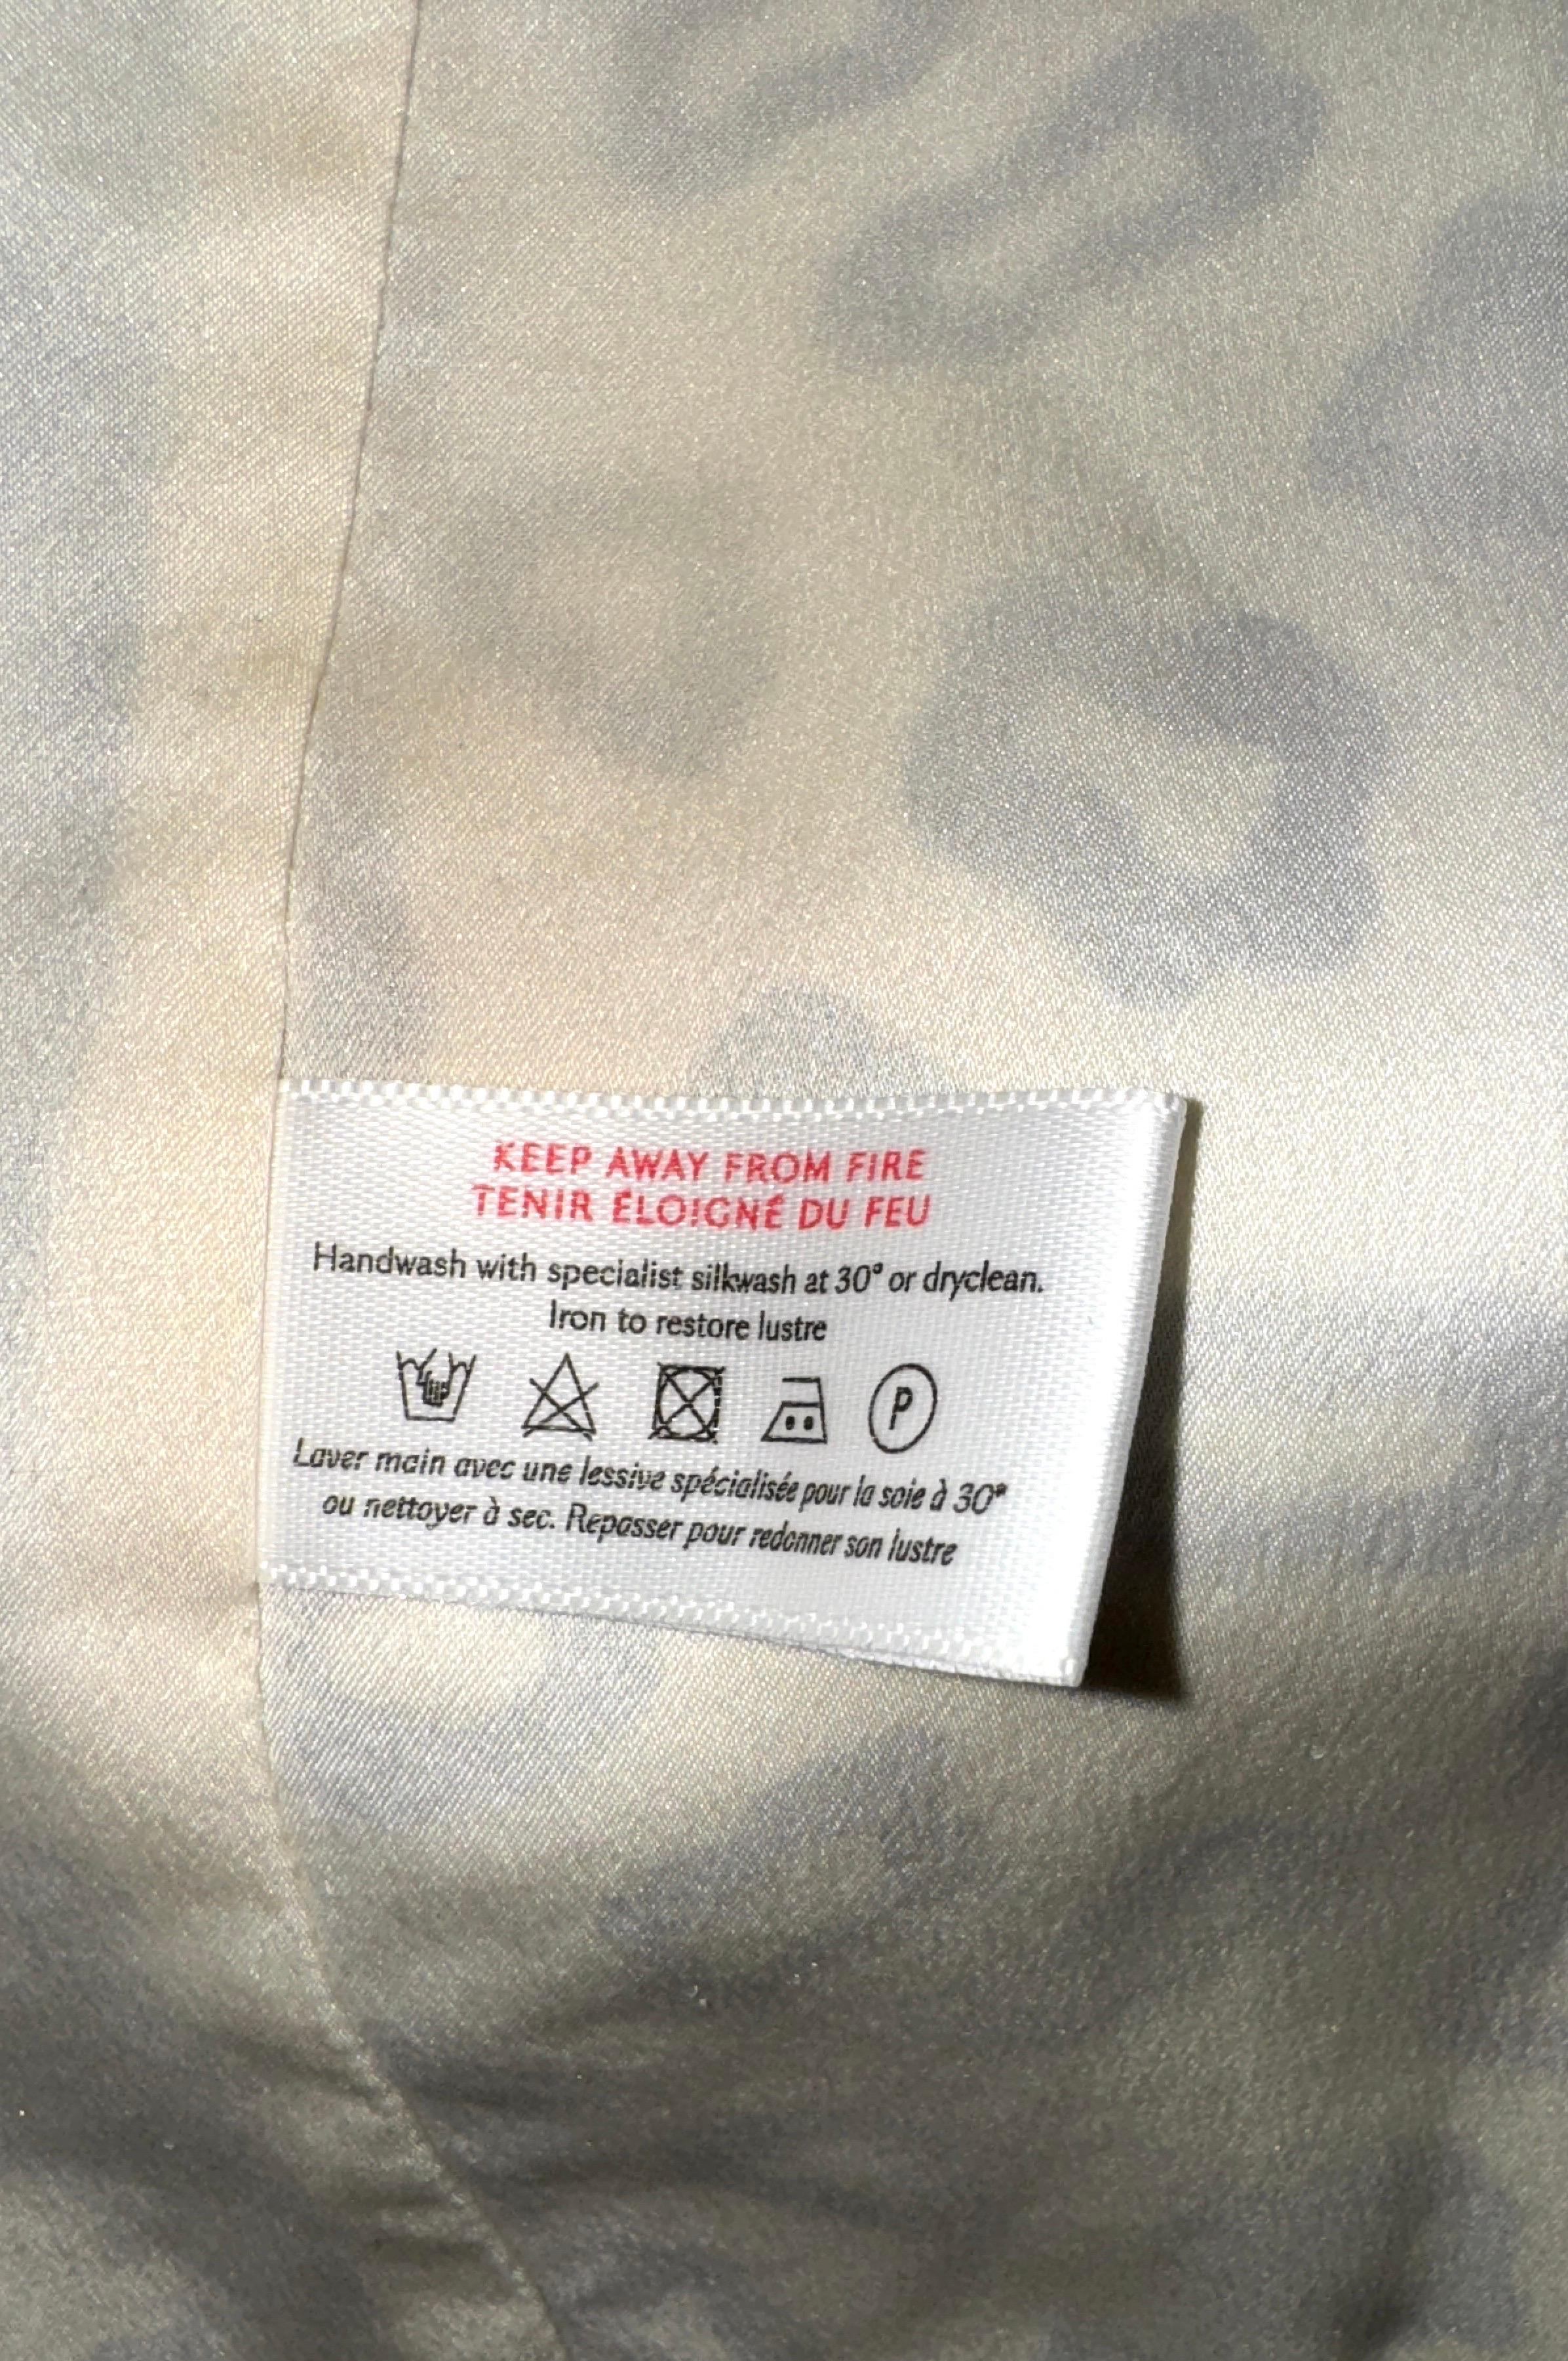 KEEP AWAY FROM FIRE
TENIR ÉLOIGNÉ DU FEU
Handwash with specialist silkwash at 30° or dryclean.
Iron to restore lustre
P
Laver main avec une lessive spécialisée pour la soie à 30°
ou nettoyer à sec. Repasser pour redonner son lustre